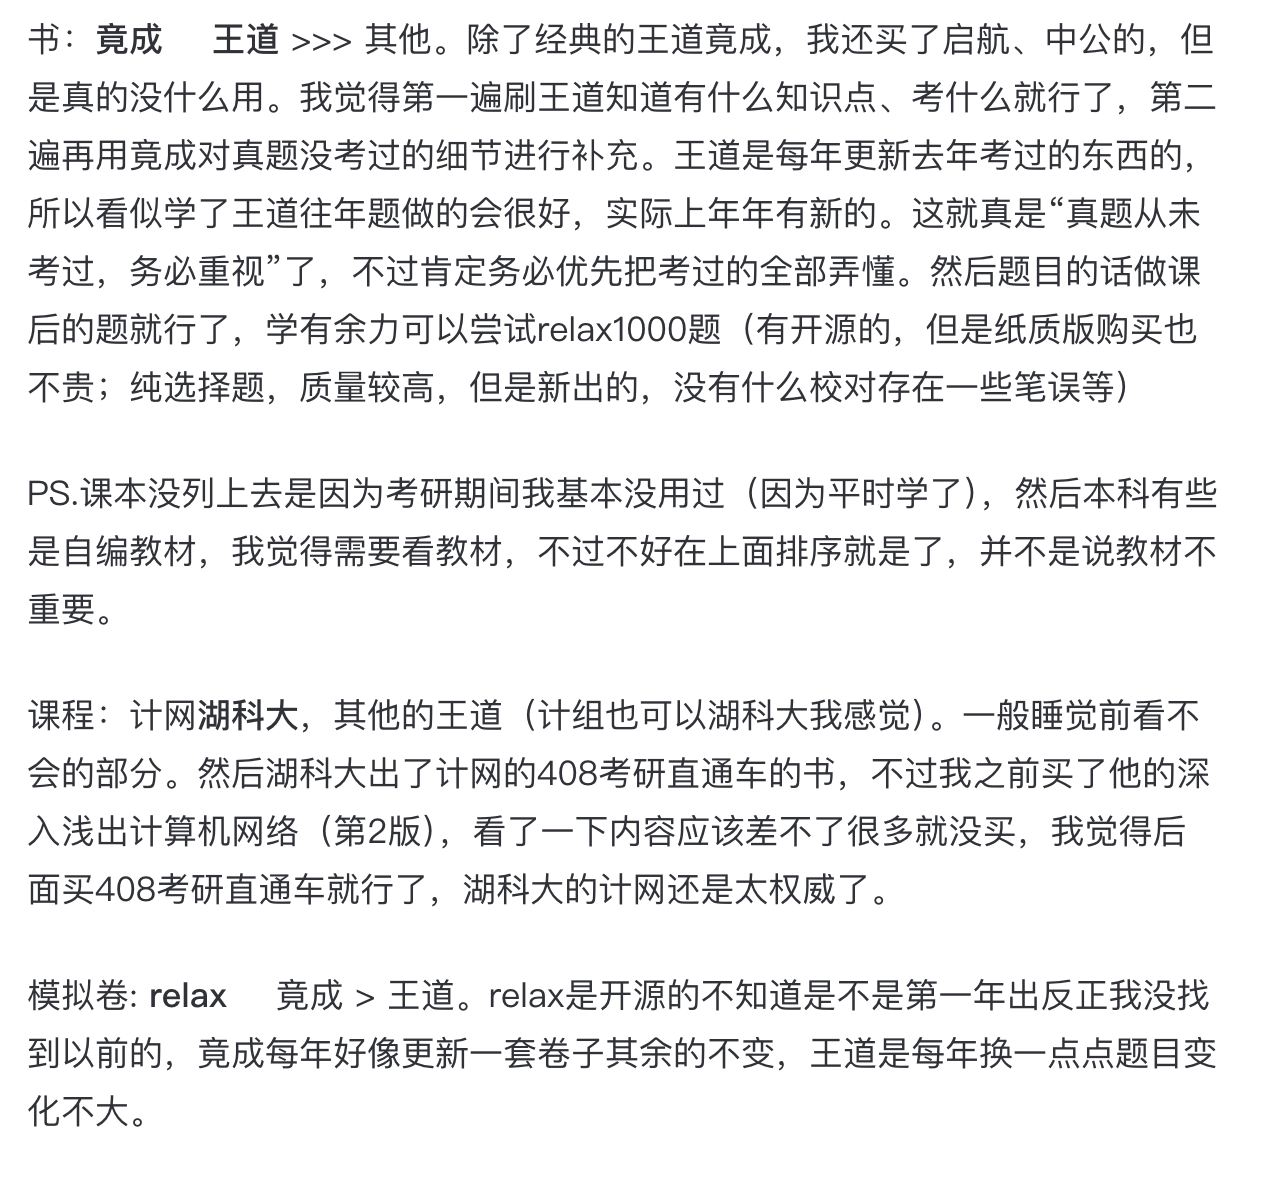 书：竟成　王道 >>> 其他。除了经典的王道竟成，我还买了启航、中公的，但
是真的没什么用。我觉得第一遍刷王道知道有什么知识点、考什么就行了，第二
遍再用竟成对真题没考过的细节进行补充。王道是每年更新去年考过的东西的，
所以看似学了王道往年题做的会很好，实际上年年有新的。这就真是“真题从未
考过，务必重视”了，不过肯定务必优先把考过的全部弄懂。然后题目的话做课
后的题就行了，学有余力可以尝试relax1000题（有开源的，但是纸质版购买也
不贵；纯选择题，质量较高，但是新出的，没有什么校对存在一些笔误等）
PS.课本没列上去是因为考研期间我基本没用过（因为平时学了），然后本科有些
是自编教材，我觉得需要看教材，不过不好在上面排序就是了，并不是说教材不
重要。
课程：计网湖科大，其他的王道（计组也可以湖科大我感觉）。一般睡觉前看不
会的部分。然后湖科大出了计网的408考研直通车的书，不过我之前买了他的深
入浅出计算机网络（第2版），看了一下内容应该差不了很多就没买，我觉得后
面买408考研直通车就行了，湖科大的计网还是太权威了。
模拟卷: relax　竟成 > 王道。relax是开源的不知道是不是第一年出反正我没找
到以前的，竟成每年好像更新一套卷子其余的不变，王道是每年换一点点题目变
化不大。